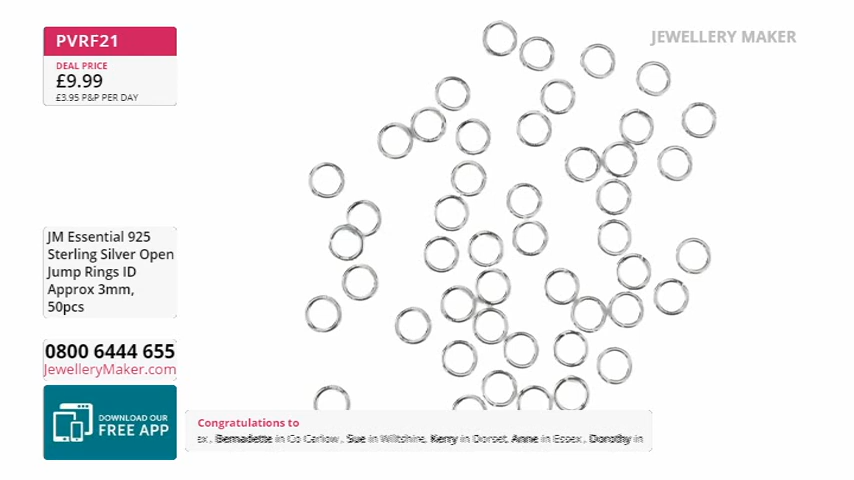 PVRF21
DEAL PRICE
£9.99
£3.95 P&P PER DAY
JEWELLERY MAKER
JM Essential 925
Sterling Silver Open
Jump Rings ID
Approx 3mm,
50pcs
0800 6444 655
JewelleryMaker.com
DOWNLOAD OUR
FREE APP
Congratulations to
ex , Bernadette in Co Carlow , Sue in Wiltshire, Kerry in Dorset, Anne in Essex , Dorothy in